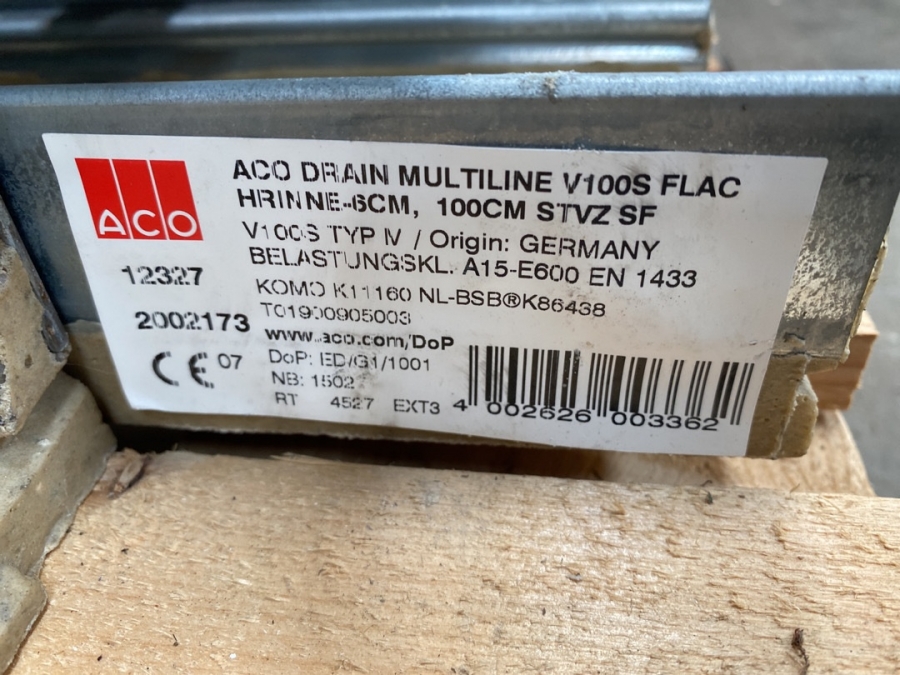 ACO
ACO DRAIN MULTILINE V100S FLAC
HRINNE-6CM, 100CM STVZ SF
V100S TYP IV / Origin: GERMANY
BELASTUNGSKL. A15-E600 EN 1433
12327
KOMO K11160 NL-BSB®K86438
T01900905003
2002173
www.aco.com/DoP
CE 07
DoP: IED/G1/1001
NB: 1502
RT 4527 EXT3
4 002626 003362